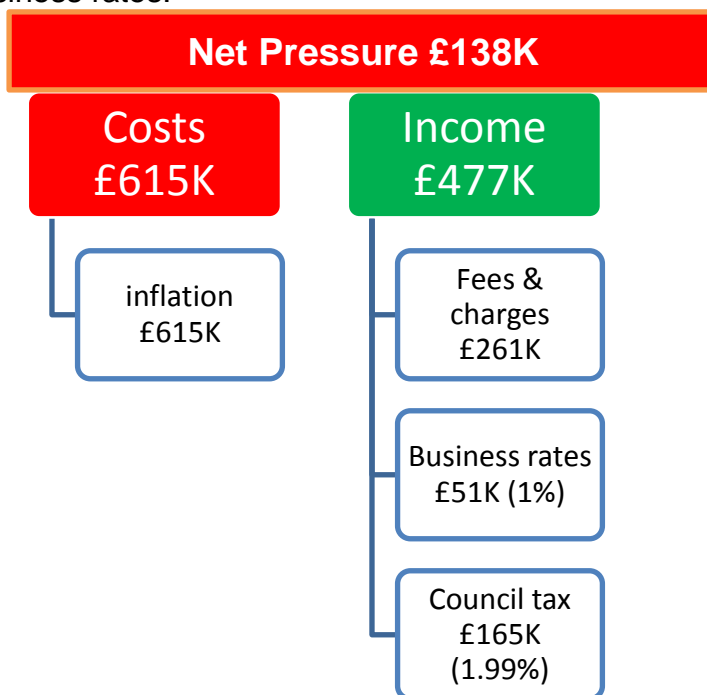 rates.
Net Pressure £138K
Costs
£615K
Income
£477K
inflation
£615K
Fees &
charges
£261K
Business rates
£51K (1%)
Council tax
£165K
(1.99%)